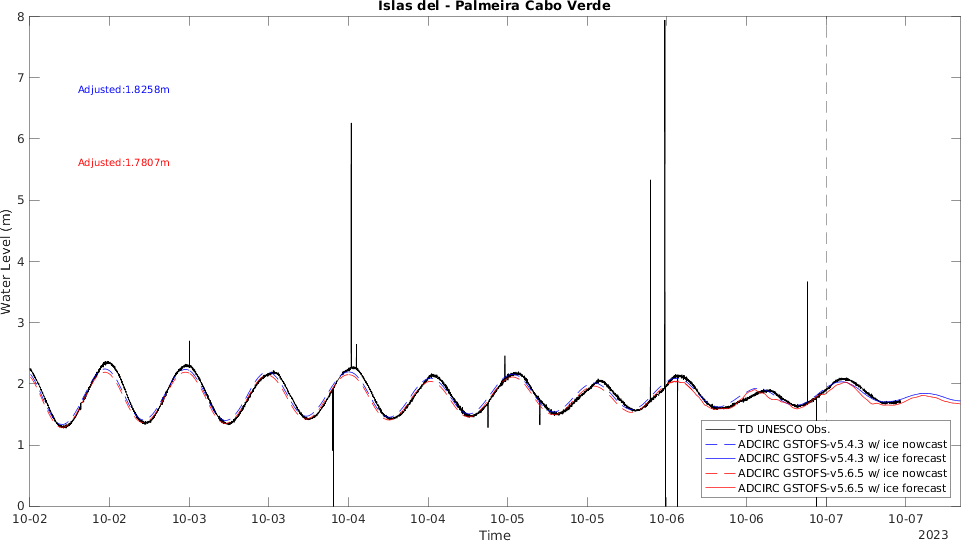 Islas del - Palmeira Cabo Verde
8
7
6
5
4
3
2
1
0
Water Level (m)
Adjusted:1.8258m
Adjusted:1.7807m
TD UNESCO Obs.
ADCIRC GSTOFS-v5.4.3 w/ ice nowcast
ADCIRC GSTOFS-v5.4.3 w/ ice forecast
ADCIRC GSTOFS-v5.6.5 w/ ice nowcast
ADCIRC GSTOFS-v5.6.5 w/ ice forecast
10-02 10-02 10-03 10-03 10-04 10-04 10-05 10-05 10-06 10-06 10-07 10-07
Time
2023